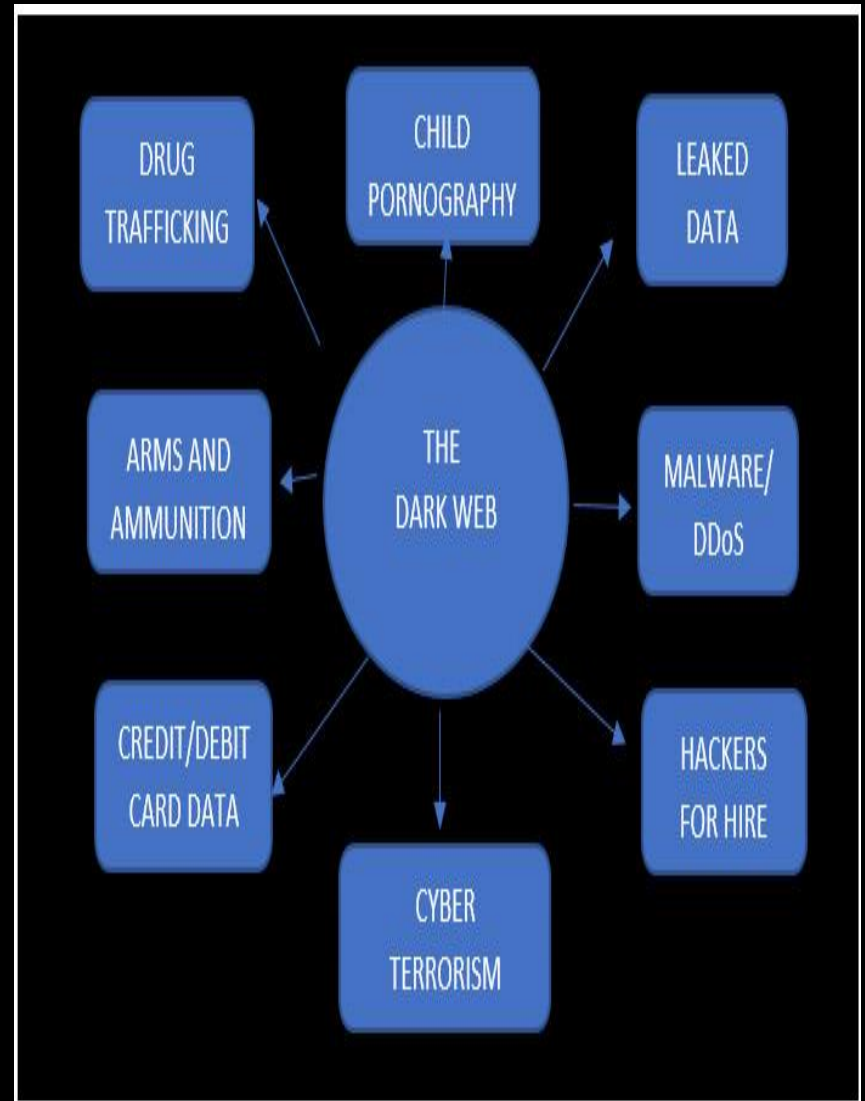 DRUG
TRAFFICKING
CHILD
PORNOGRAPHY
LEAKED
DATA
ARMS AND
AMMUNITION
THE
DARK WEB
MALWARE/
DDoS
CREDIT/DEBIT
CARD DATA
HACKERS
FOR HIRE
CYBER
TERRORISM